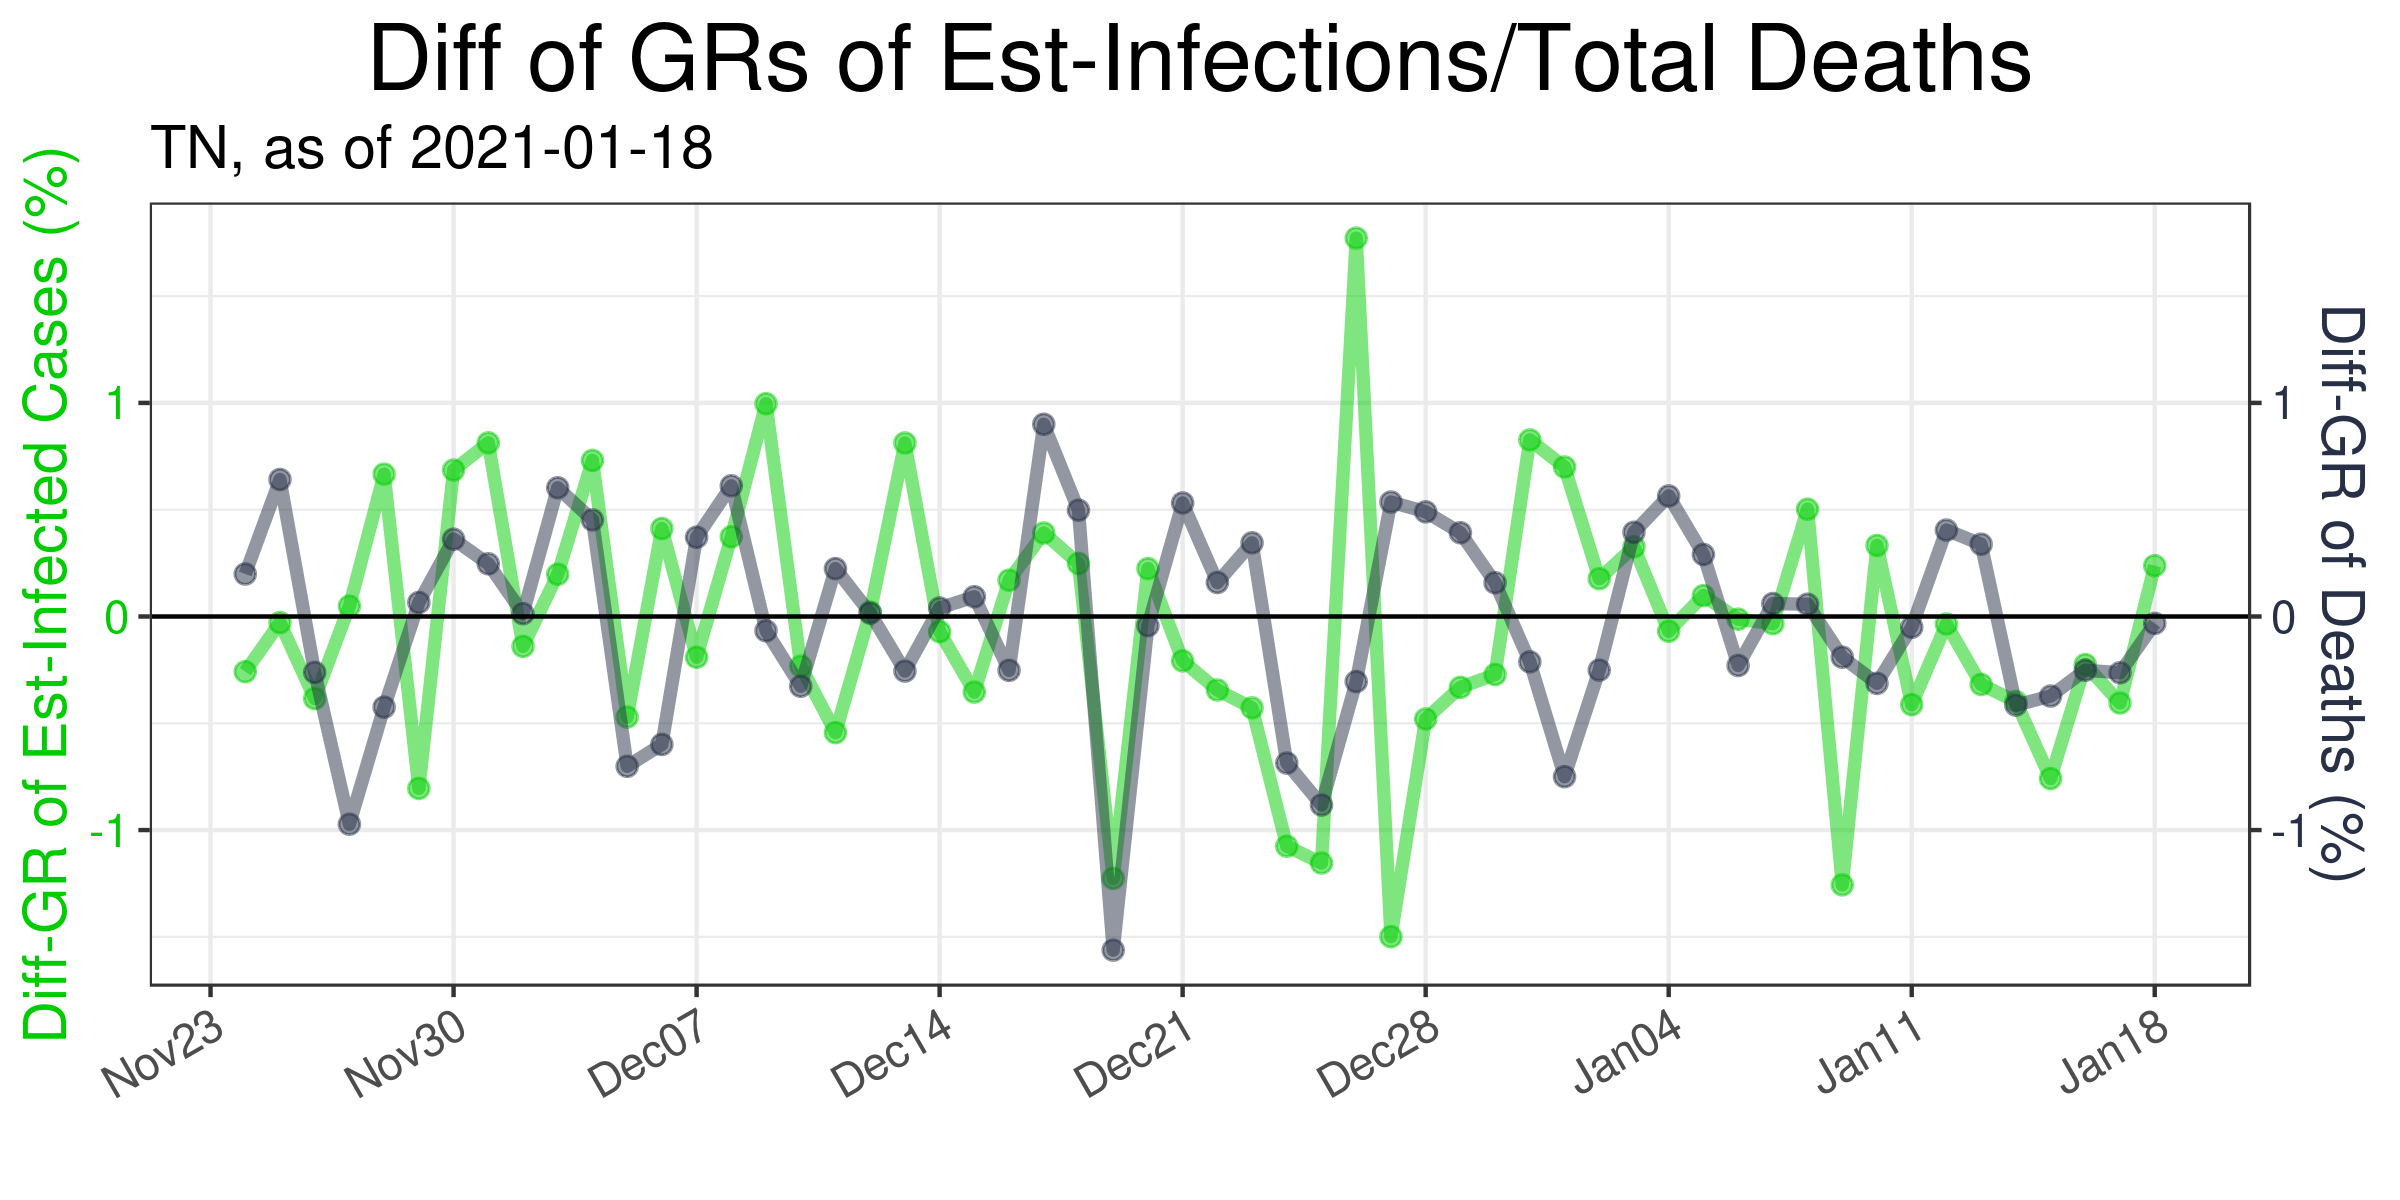 Diff of GRs of Est-Infections/Total Deaths
TN, as of 2021-01-18
Diff-GR of Est-Infected Cases (%)
1
0
-1
1
0
-1
Diff-GR of Deaths (%)
Nov23
Nov30
Dec07
Dec14
Dec21
Dec28
Jan04
Jan11
Jan18